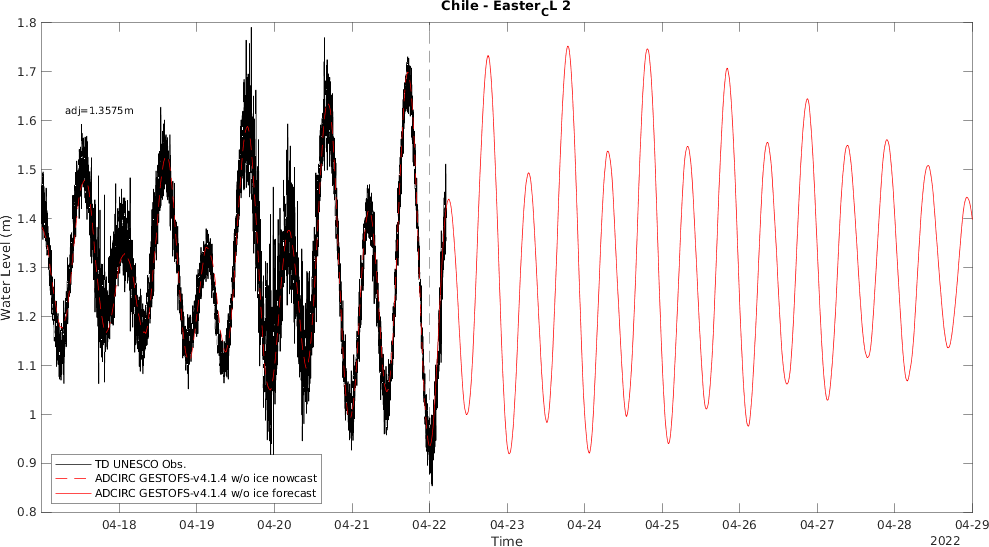 Chile - Easter_CL 2
1.8
1.7
1.6
1.5
1.4
1.3
1.2
1.1
1
0.9
0.8
Water Level (m)
adj=1.3575m
TD UNESCO Obs.
ADCIRC GESTOFS-v4.1.4 w/o ice nowcast
ADCIRC GESTOFS-v4.1.4 w/o ice forecast
04-18 04-19 04-20 04-21 04-22 04-23 04-24 04-25 04-26 04-27 04-28 04-29
Time
2022